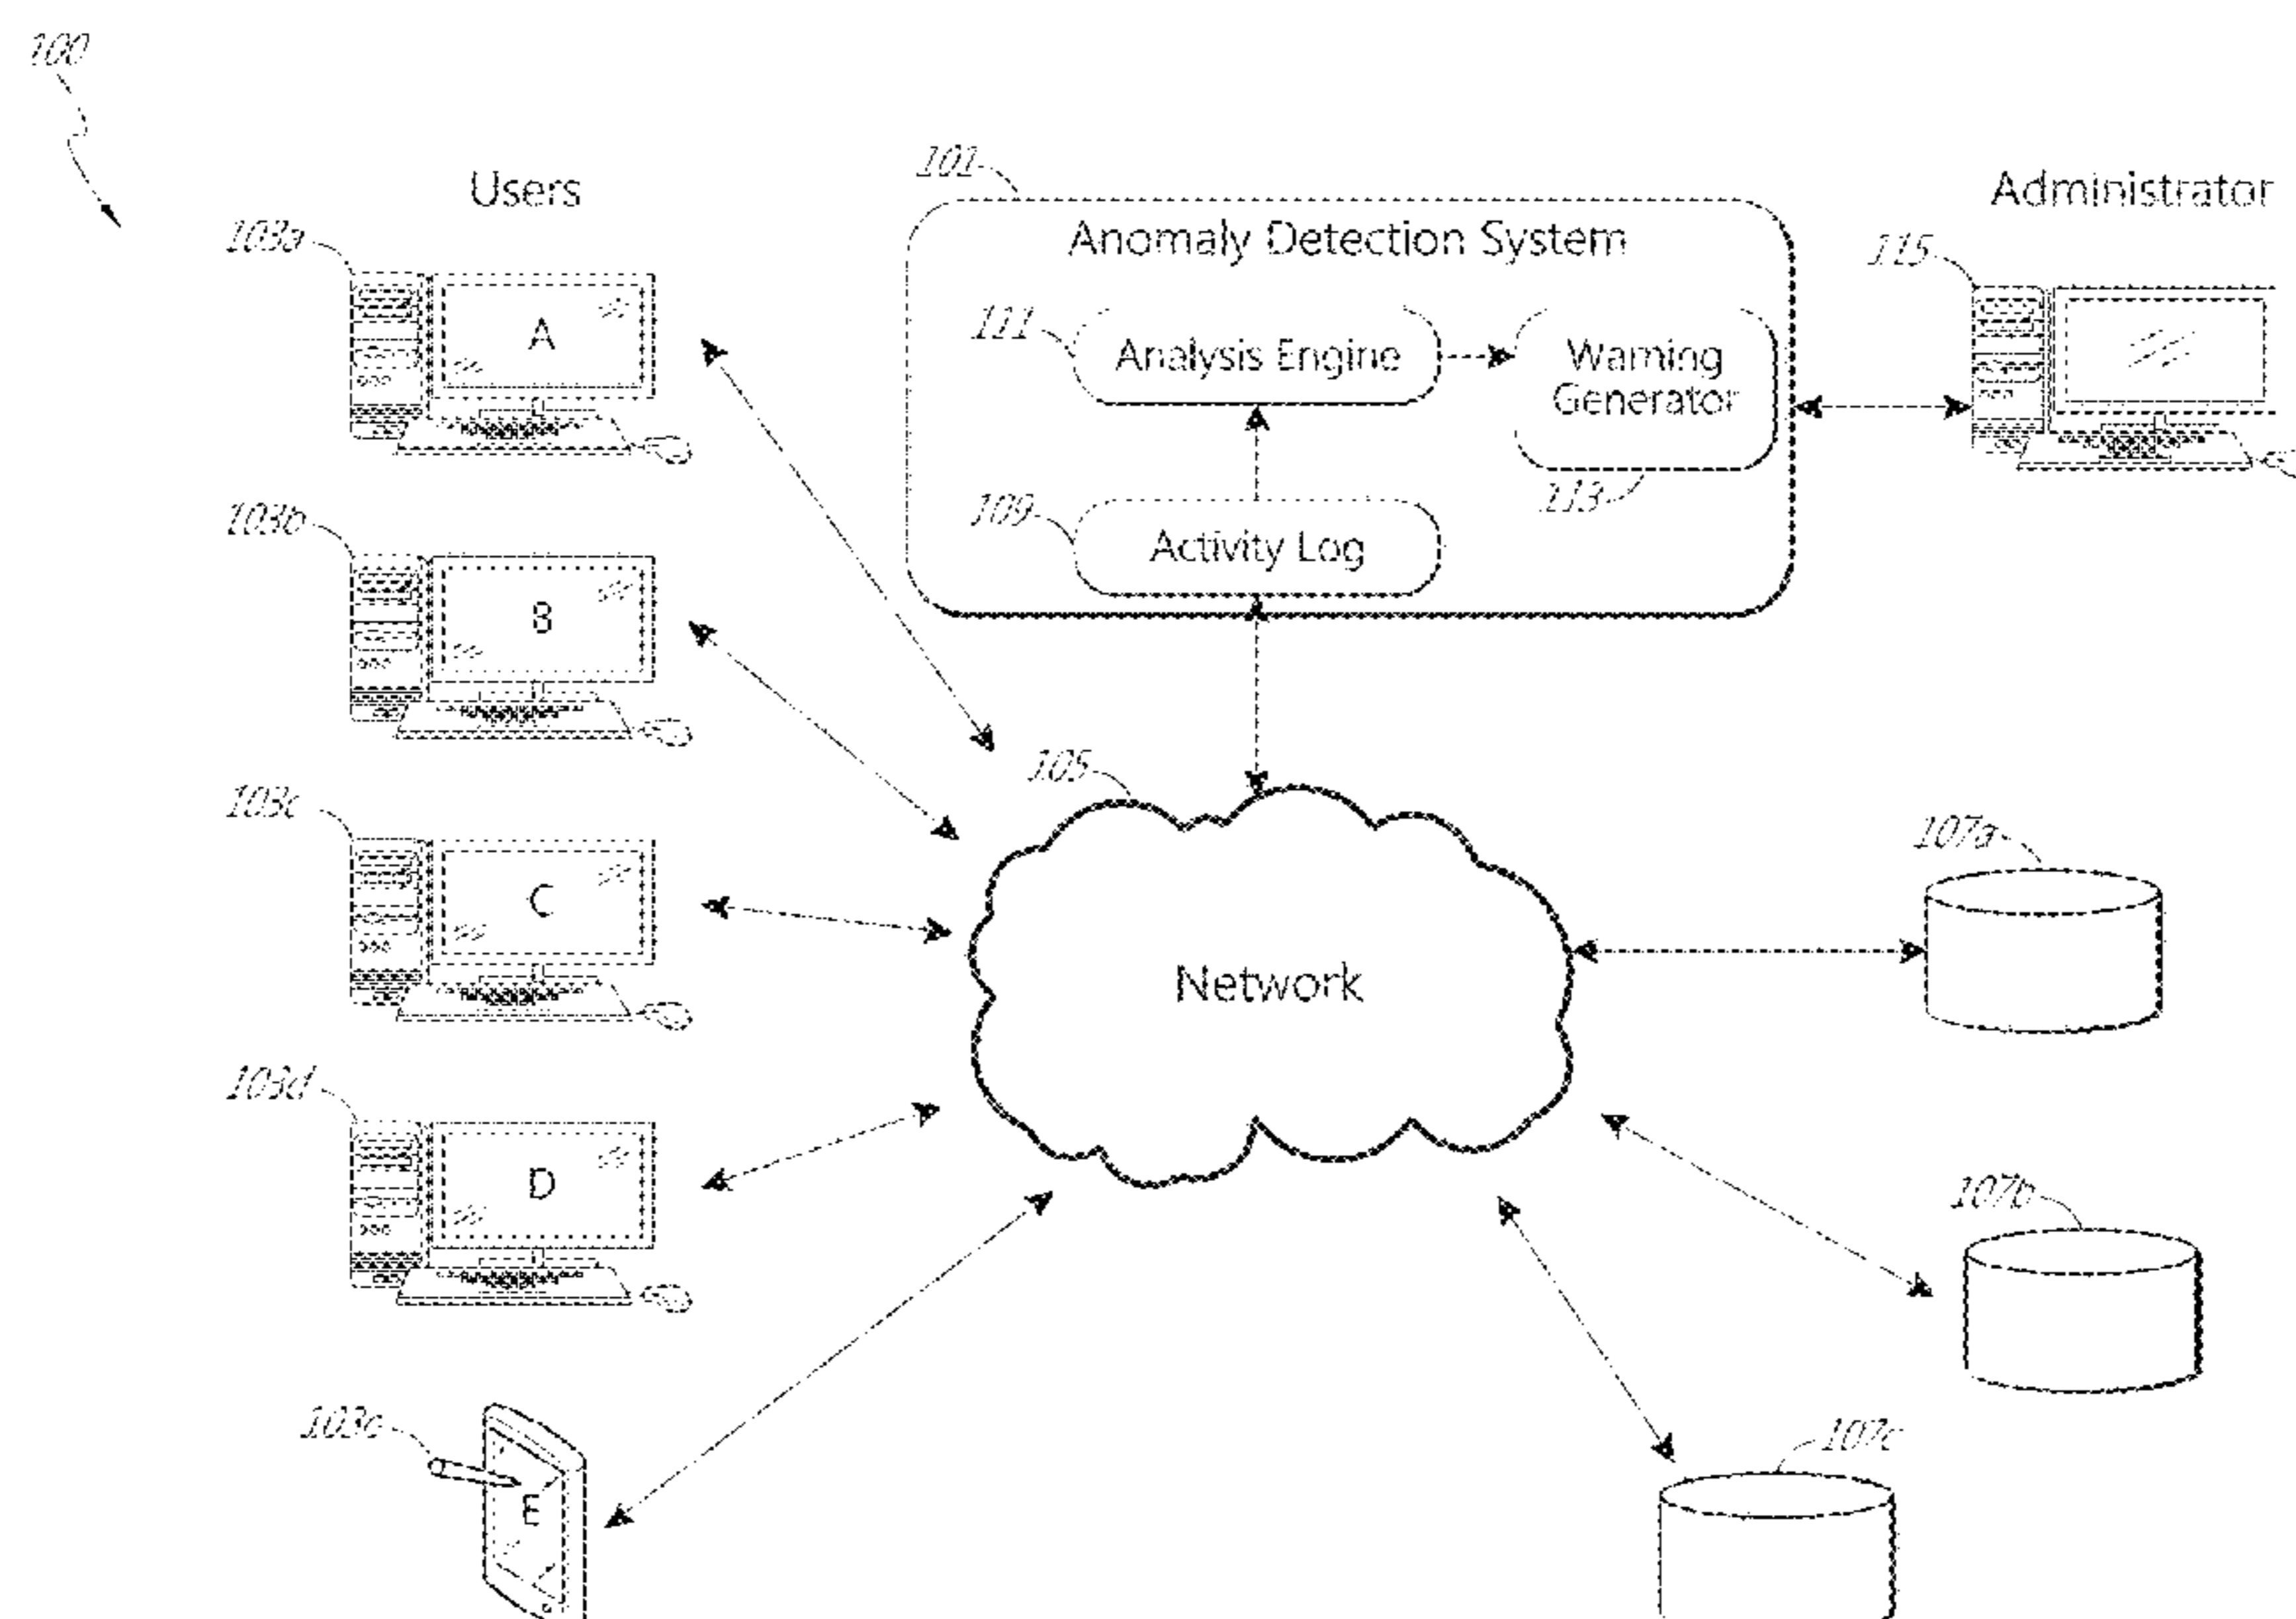 100
Users
101
Administrator
103a
Anomaly Detection System
115
A
111
Analysis Engine
Warning
Generator
103b
109
113
Activity Log
B
105
103c
107a
C
Network
103d
D
107b
103e
107c
E